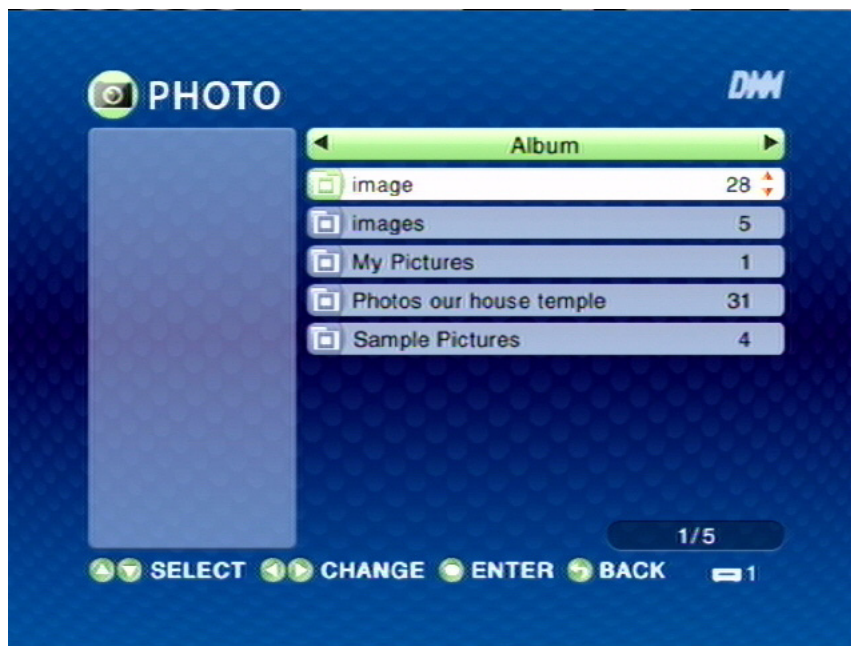 PHOTO
DMM
Album
image 28
images 5
My Pictures 1
Photos our house temple 31
Sample Pictures 4
1/5
SELECT CHANGE ENTER BACK 1